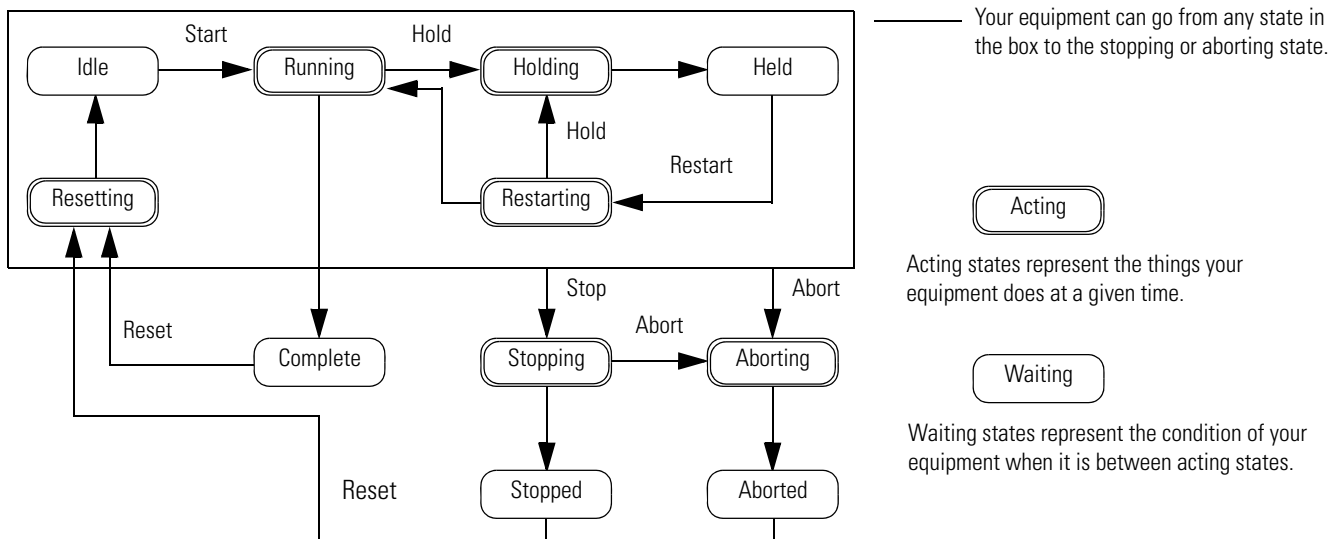 Your equipment can go from any state in
the box to the stopping or aborting state.
Start
Hold
Idle
Running
Holding
Held
Hold
Restart
Resetting
Restarting
Acting
Acting states represent the things your
equipment does at a given time.
Stop
Abort
Reset
Abort
Complete
Stopping
Aborting
Waiting
Waiting states represent the condition of your
equipment when it is between acting states.
Reset
Stopped
Aborted